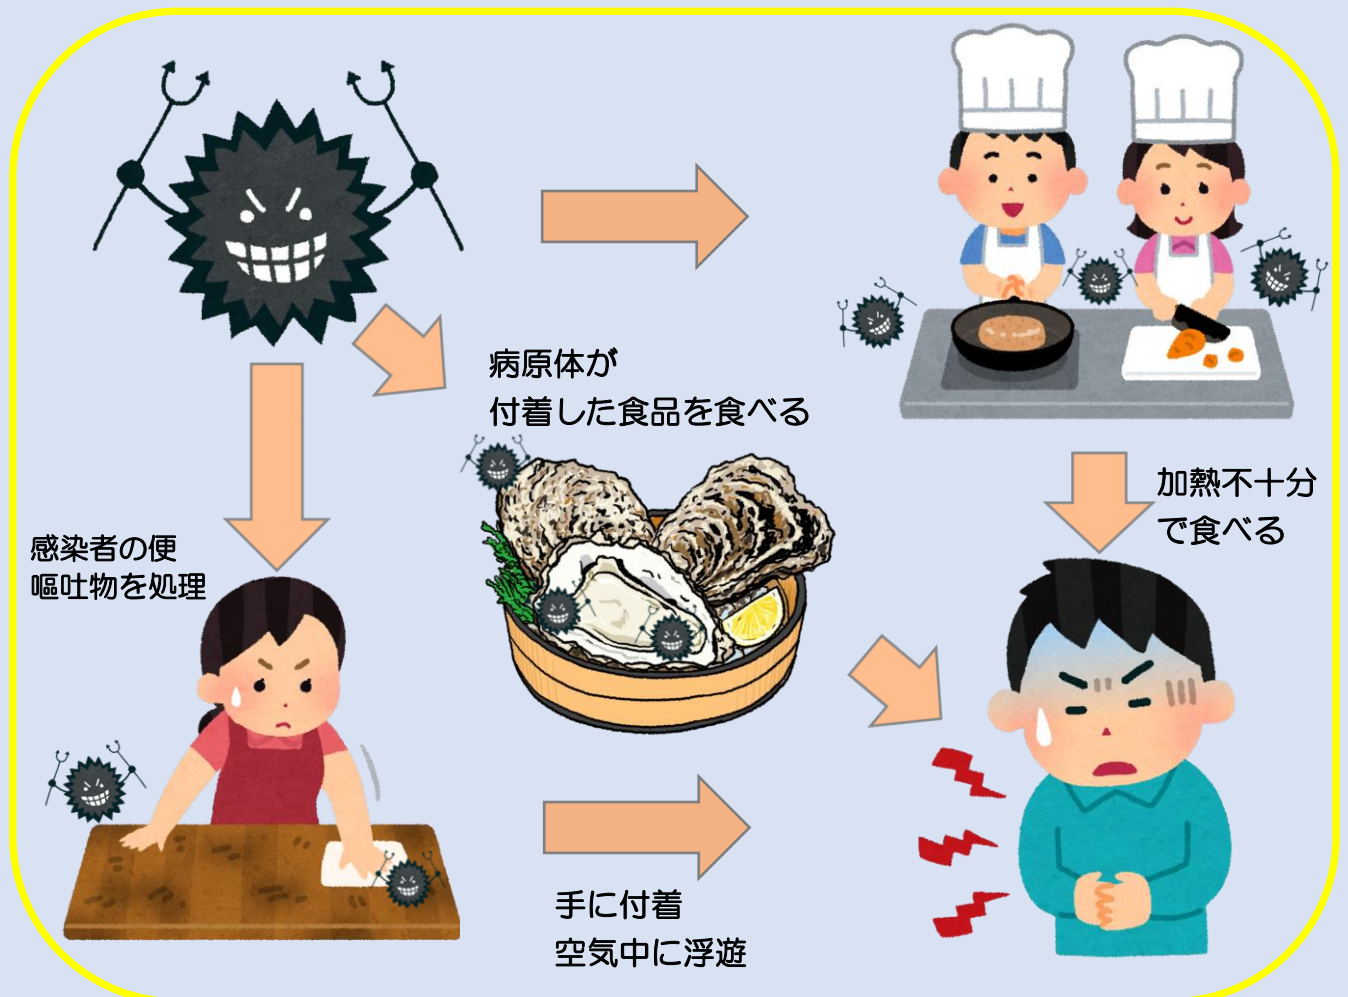 病原体が
付着した食品を食べる
加熱不十分
で食べる
感染者の便
嘔吐物を処理
手に付着
空気中に浮遊